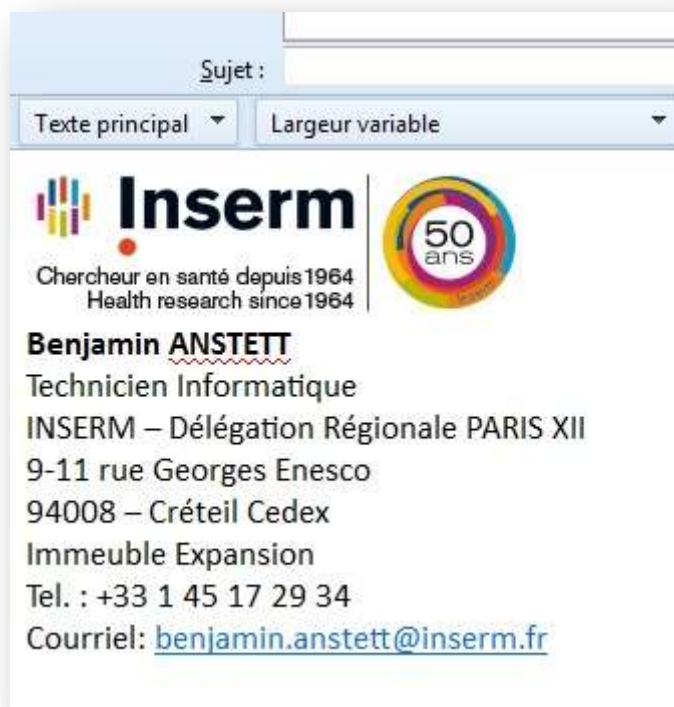 Sujet :
Texte principal
Largeur variable
Inserm
50
ans
Inserm
Chercheur en santé depuis 1964
Health research since 1964
Benjamin ANSTETT
Technicien Informatique
INSERM – Délégation Régionale PARIS XII
9-11 rue Georges Enesco
94008 – Créteil Cedex
Immeuble Expansion
Tel. : +33 1 45 17 29 34
Courriel: benjamin.anstett@inserm.fr